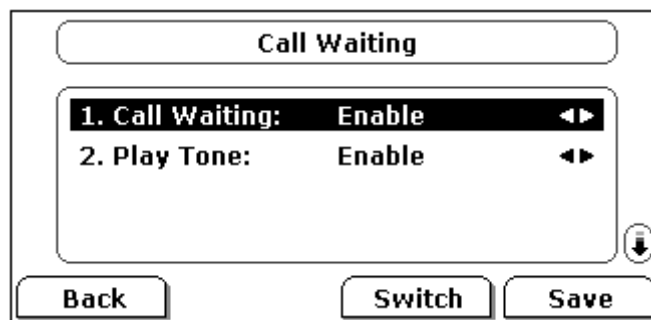 Call Waiting
1. Call Waiting: Enable
2. Play Tone: Enable
Back Switch Save